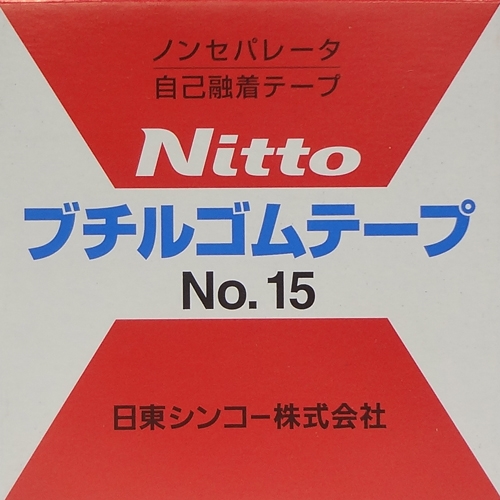 ノンセパレータ
自己融着テープ
Nitto
ブチルゴムテープ
No.15
日東シンコー株式会社